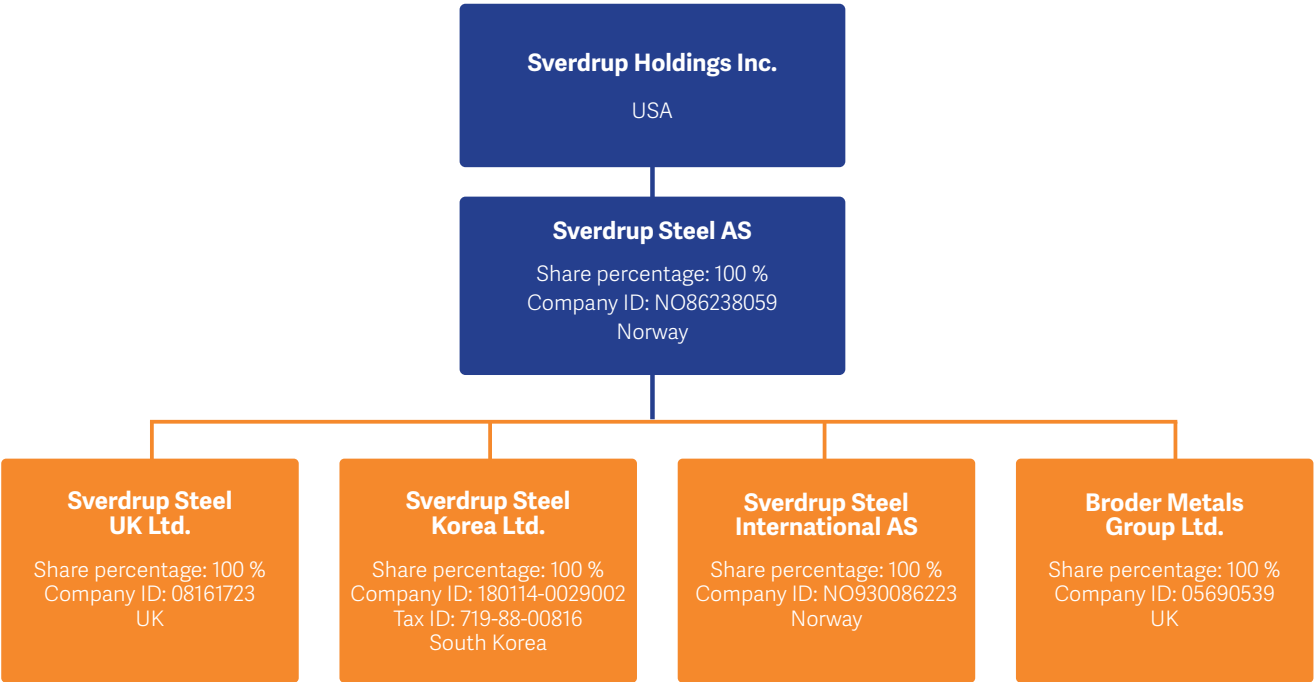 Sverdrup Holdings Inc.
USA
Sverdrup Steel AS
Share percentage: 100 %
Company ID: NO86238059
Norway
Sverdrup Steel
UK Ltd.
Share percentage: 100 %
Company ID: 08161723
UK
Sverdrup Steel
Korea Ltd.
Share percentage: 100 %
Company ID: 180114-0029002
Tax ID: 719-88-00816
South Korea
Sverdrup Steel
International AS
Share percentage: 100 %
Company ID: NO930086223
Norway
Broder Metals
Group Ltd.
Share percentage: 100 %
Company ID: 05690539
UK